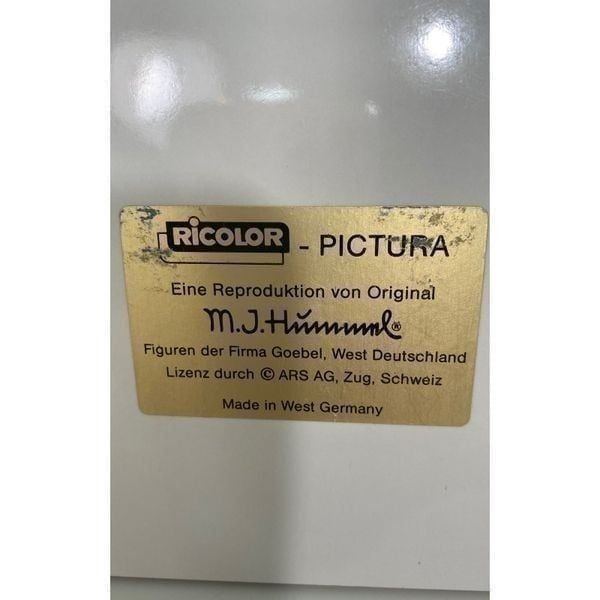 RiCOLOR - PICTURA
Eine Reproduktion von Original
M.J.Hümmel®
Figuren der Firma Goebel, West Deutschland
Lizenz durch © ARS AG, Zug, Schweiz
Made in West Germany